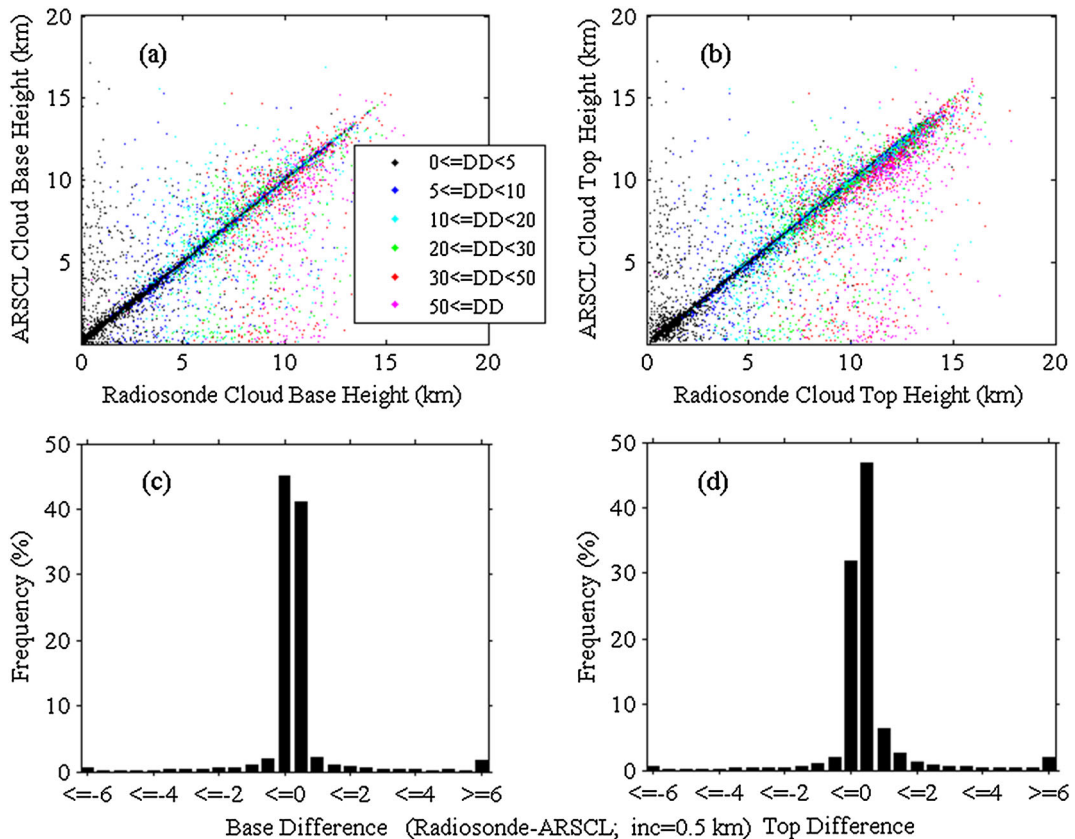 20
15
10
5
(a)
ARSCL Cloud Base Height (km)
0 5 10 15 20
Radiosonde Cloud Base Height (km)
0<=DD<5
5<=DD<10
10<=DD<20
20<=DD<30
30<=DD<50
50<=DD
20
15
10
5
(b)
ARSCL Cloud Top Height (km)
0 5 10 15 20
Radiosonde Cloud Top Height (km)
50
40
30
20
10
0
(c)
Frequency (%)
<=-6 <=-4 <=-2 <=0 <=2 <=4 >=6
50
40
30
20
10
0
(d)
Frequency (%)
<=-6 <=-4 <=-2 <=0 <=2 <=4 >=6
Base Difference (Radiosonde-ARSCL; inc=0.5 km) Top Difference